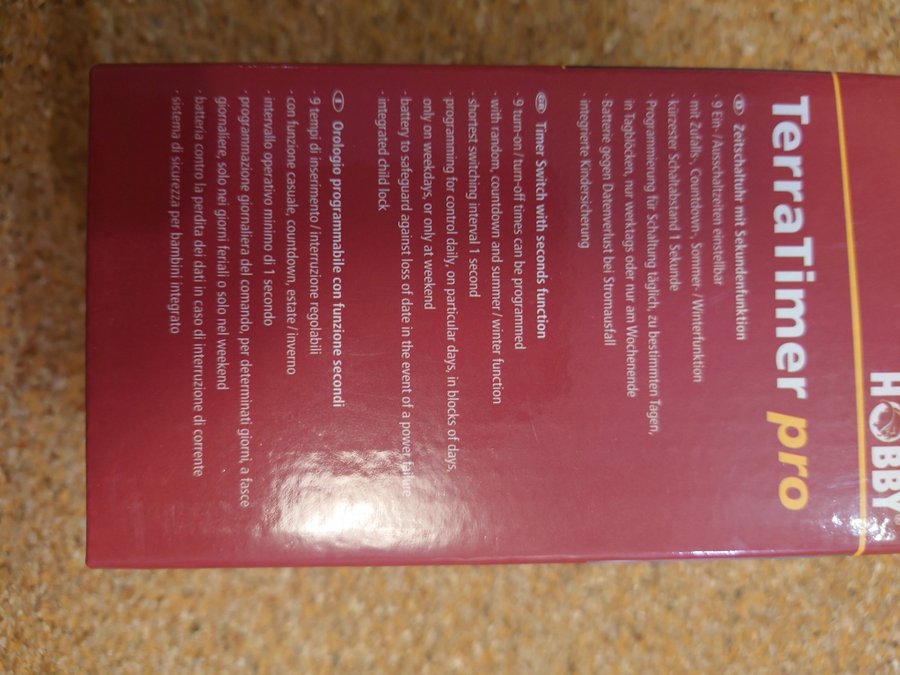 HOBBY
TerraTimer pro
D Zeitschaltuhr mit Sekundenfunktion
· 9 Ein-/Ausschaltzeiten einstellbar
· mit Zufalls-, Countdown-, Sommer-/Winterfunktion
· kürzester Schaltabstand 1 Sekunde
· Programmierung für Schaltung täglich, zu bestimmten Tagen,
in Tagblöcken, nur werktags oder nur am Wochenende
· Batterie gegen Datenverlust bei Stromausfall
· integrierte Kindersicherung
GB Timer Switch with seconds function
· 9 turn-on / turn-off times can be programmed
· with random, countdown and summer / winter function
· shortest switching interval 1 second
· programming for control daily, on particular days, in blocks of days,
only on weekdays, or only at weekend
· battery to safeguard against loss of date in the event of a power failure
· integrated child lock
I Orologio programmabile con funzione secondi
· 9 tempi di inserimento / interruzione regolabili
· con funzione casuale, countdown, estate / inverno
· intervallo operativo minimo di 1 secondo
· programmazione giornaliera del comando, per determinati giorni, a fasce
giornaliere, solo nei giorni feriali o solo nel weekend
· batteria contro la perdita dei dati in caso di interruzione di corrente
· sistema di sicurezza per bambini integrato